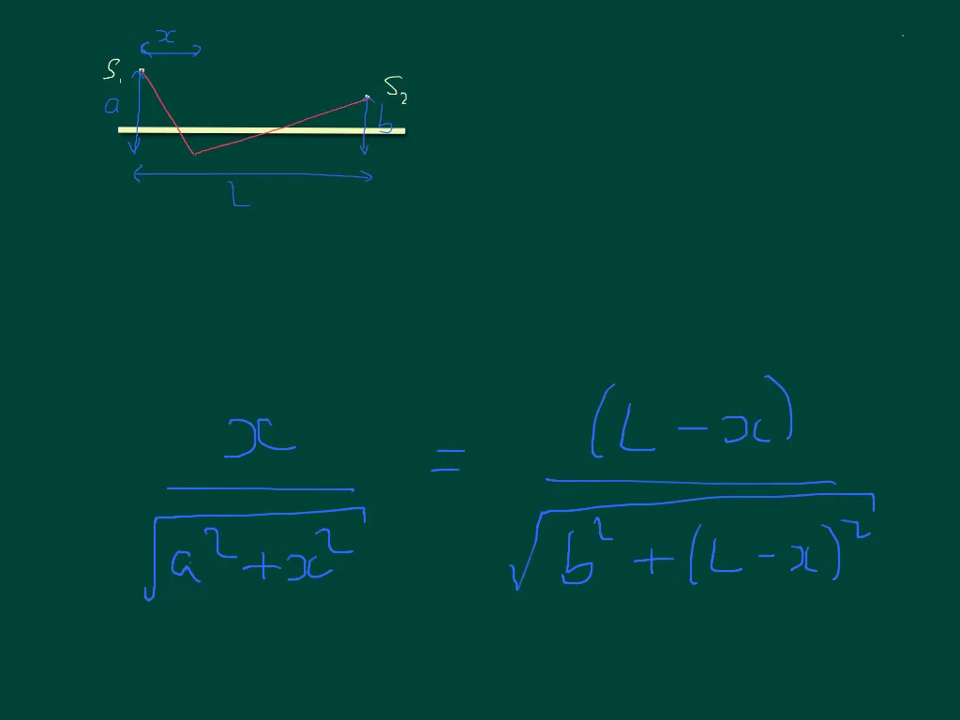 x
S₁
S₂
a
b
L
x / √(a² + x²) = (L - x) / √(b² + (L - x)²)